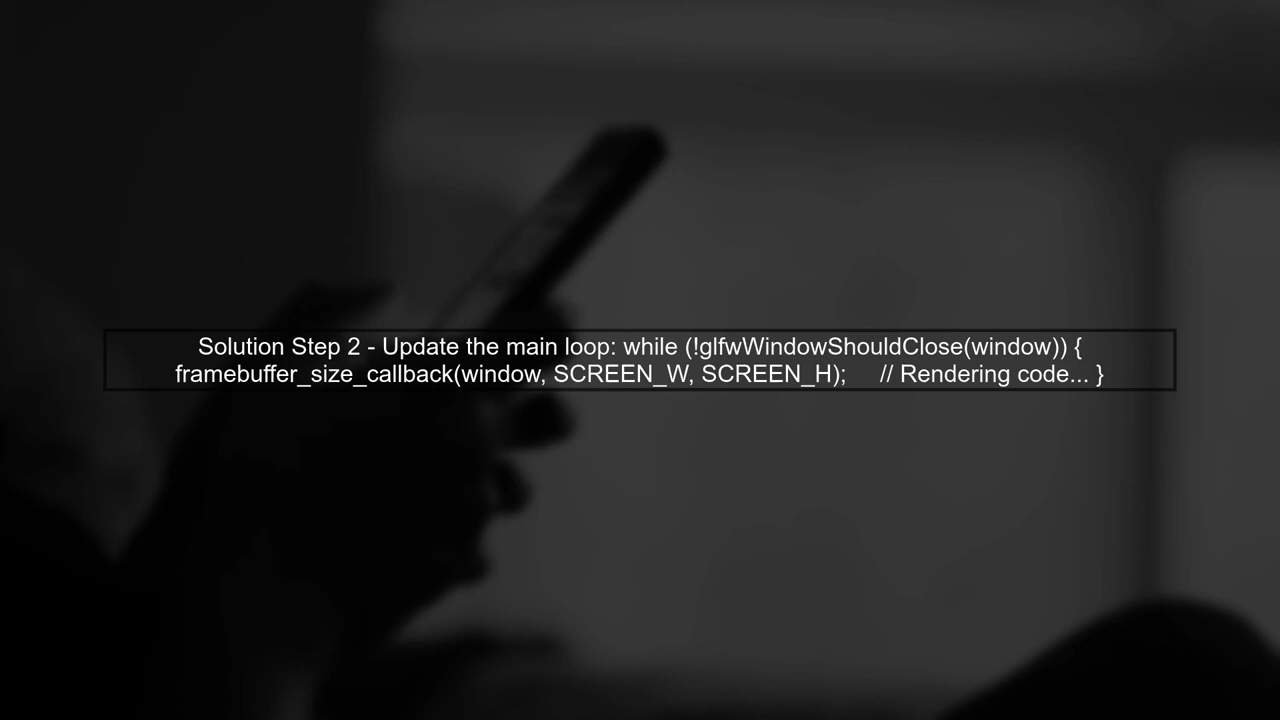 Solution Step 2 - Update the main loop: while (!glfwWindowShouldClose(window)) {
framebuffer_size_callback(window, SCREEN_W, SCREEN_H);     // Rendering code... }